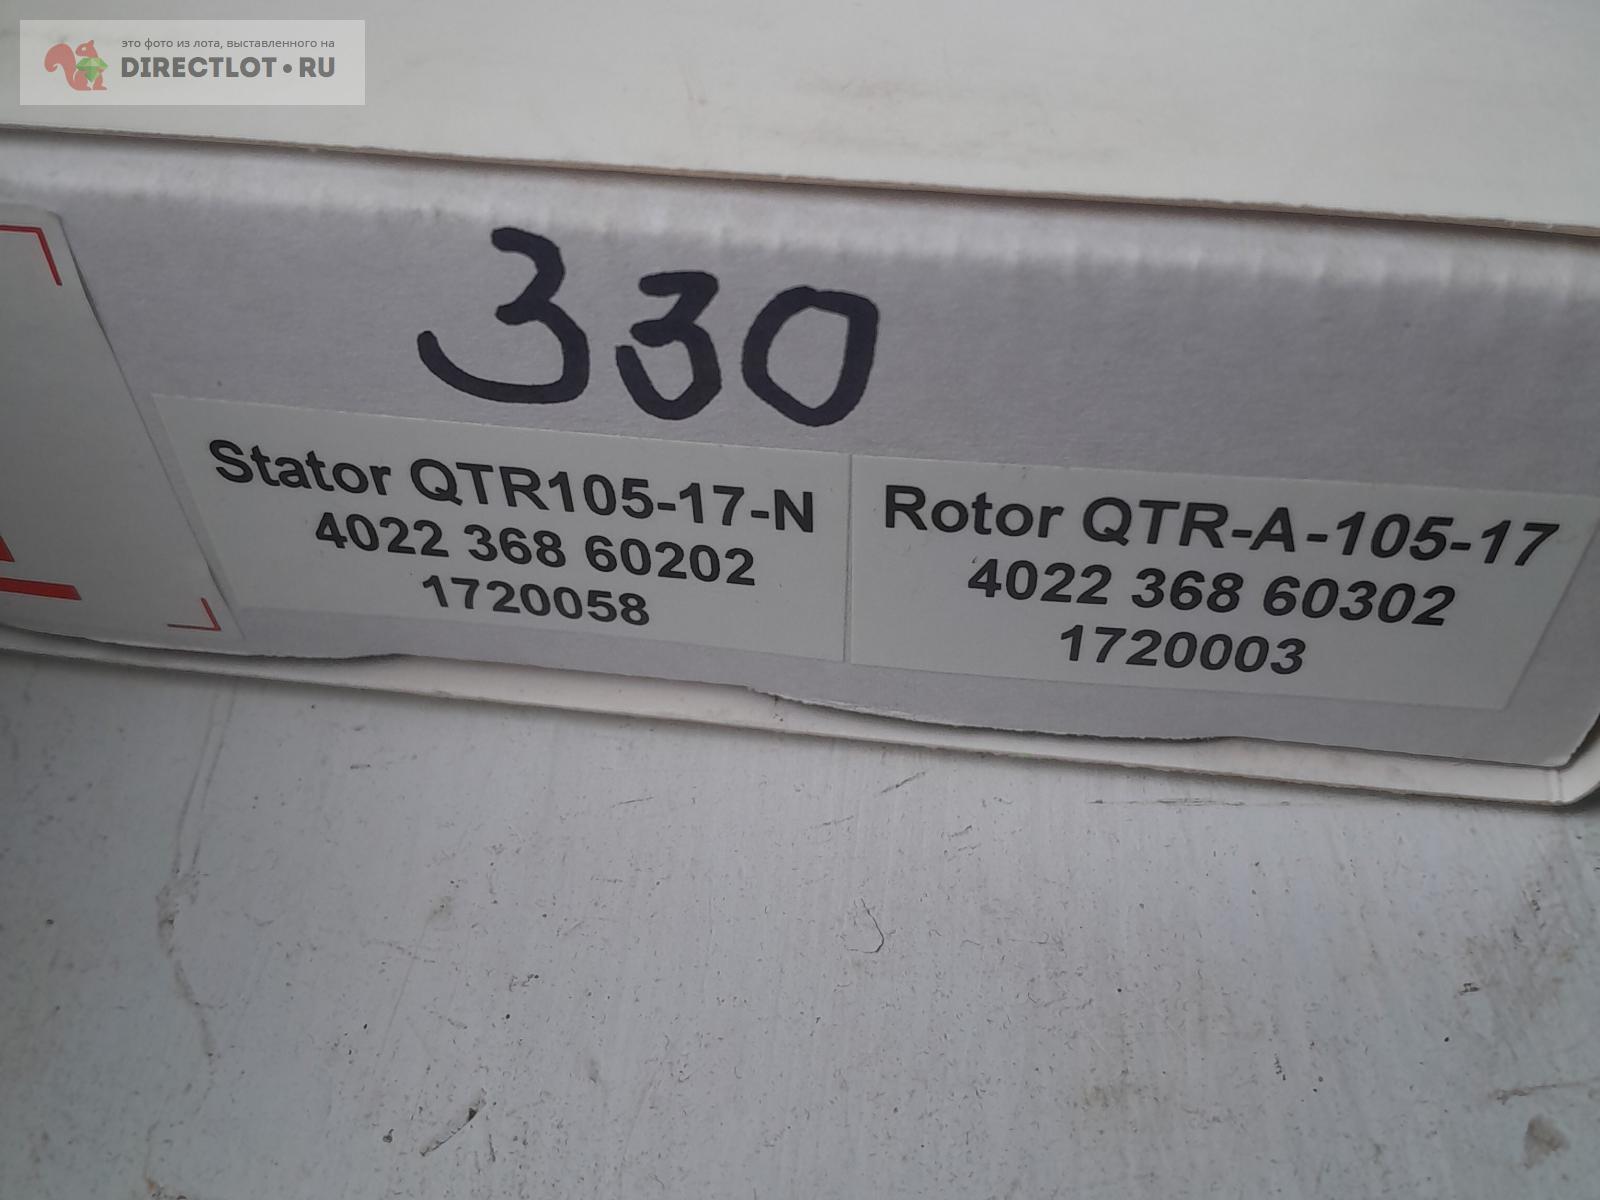 это фото из лота, выставленного на
DIRECTLOT•RU
330
Stator QTR105-17-N
4022 368 60202
1720058
Rotor QTR-A-105-17
4022 368 60302
1720003